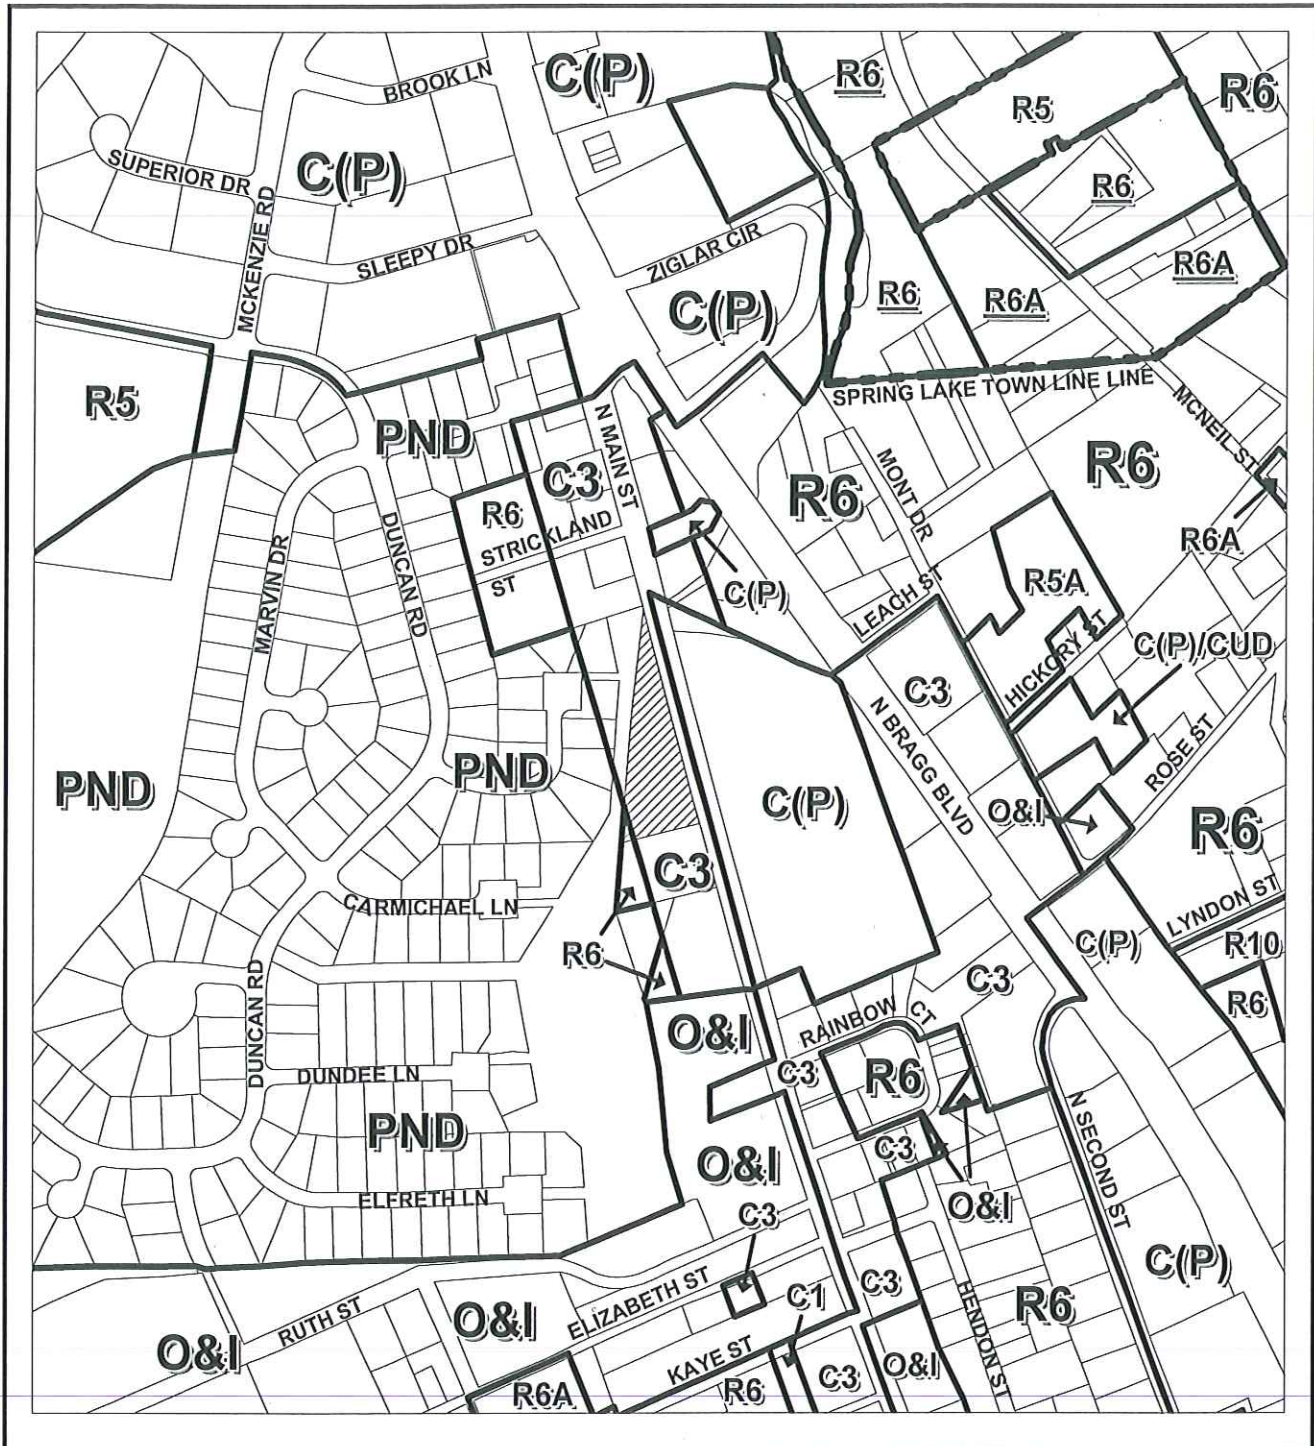 C(P)
R6
BROOK LN
R5
R6
SUPERIOR DR
C(P)
R6
MCKENZIE RD
SLEEPY DR
ZIGLAR CIR
R6A
R6
R6A
C(P)
SPRING LAKE TOWN LINE LINE
R5
PND
N MAIN ST
MCNEIL ST
C3
R6
R6
MONT DR
R6
STRICKLAND
ST
DUNCAN RD
MARVIN DR
R6A
C(P)
LEACH ST
R5A
HICKORY ST
C(P)/CUD
C3
N BRAGG BLVD
ROSE ST
PND
PND
C(P)
O&I
R6
C3
CARMICHAEL LN
LYNDON ST
R6
C(P)
R10
C3
R6
DUNCAN RD
O&I
RAINBOW CT
DUNDEE LN
C3
R6
PND
N SECOND ST
C3
O&I
ELFRETH LN
O&I
C3
C(P)
ELIZABETH ST
C1
C3
HENDON ST
R6
RUTH ST
O&I
O&I
KAYE ST
O&I
R6A
R6
C3